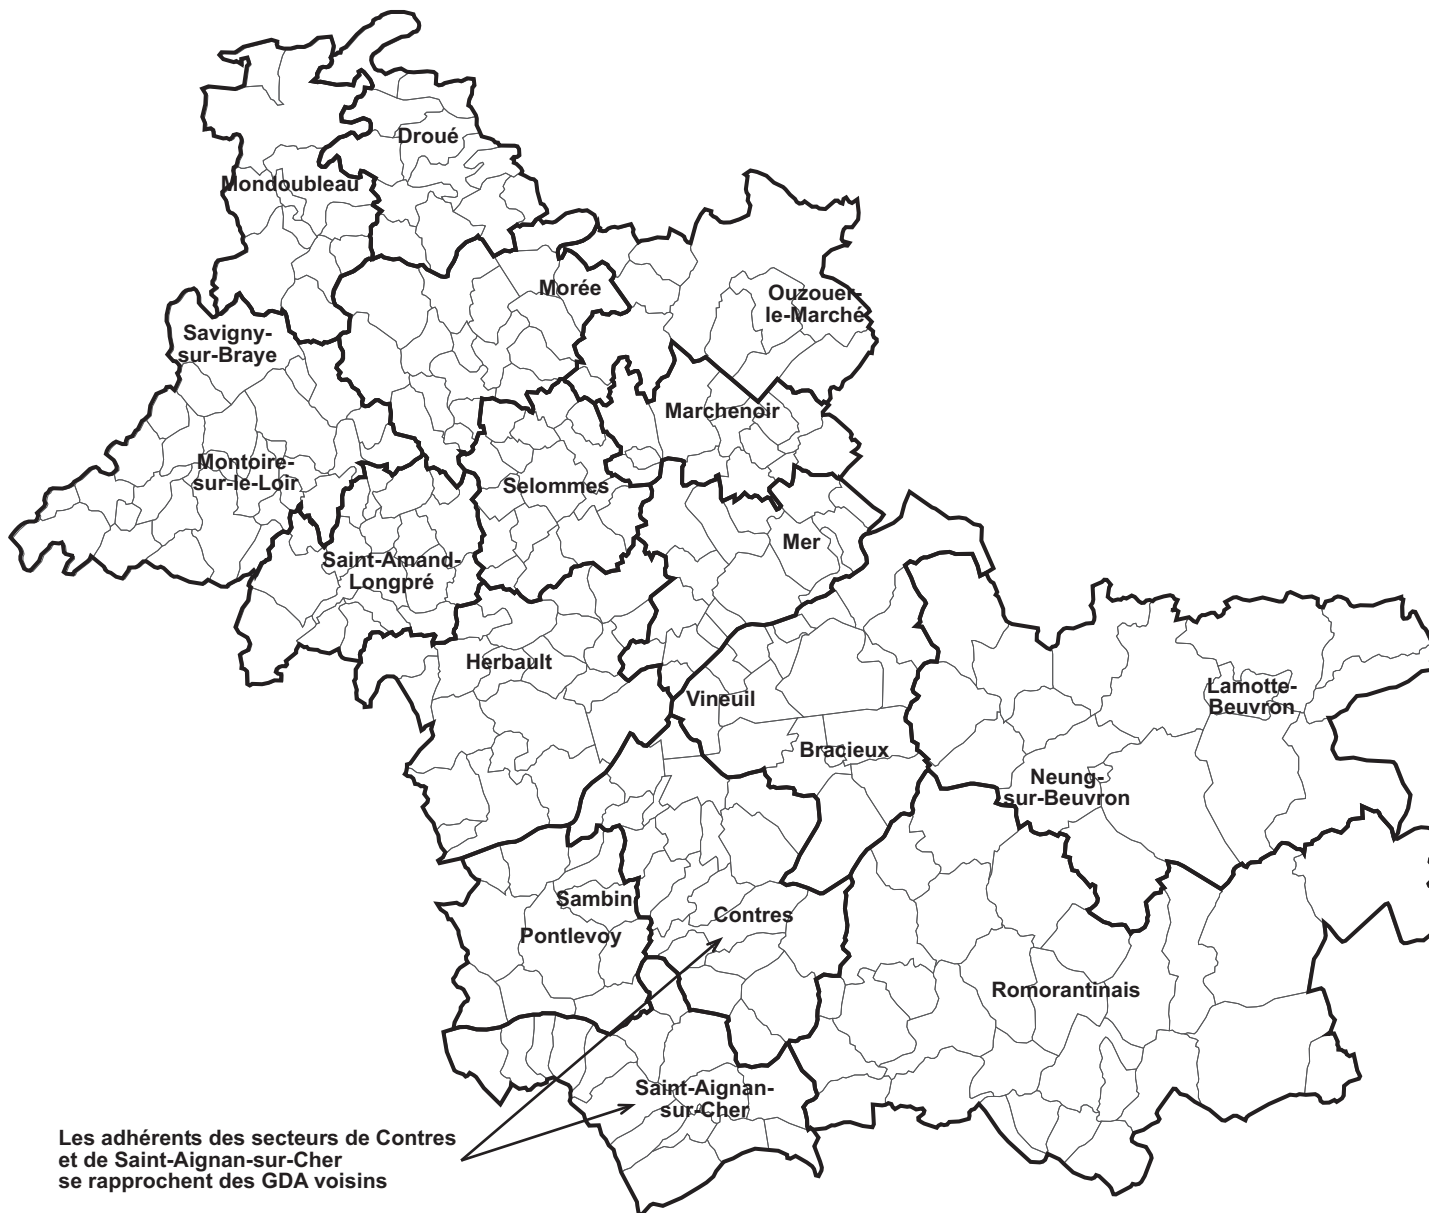 Droué
Mondoubleau
Morée
Ouzouer-
le-Marché
Savigny-
sur-Braye
Marchenoir
Montoire-
sur-le-Loir
Selommes
Mer
Saint-Amand-
Longpré
Herbault
Vineuil
Lamotte-
Beuvron
Bracieux
Neung-
sur-Beuvron
Sambin
Contres
Pontlevoy
Romorantinais
Saint-Aignan-
sur-Cher
Les adhérents des secteurs de Contres
et de Saint-Aignan-sur-Cher
se rapprochent des GDA voisins